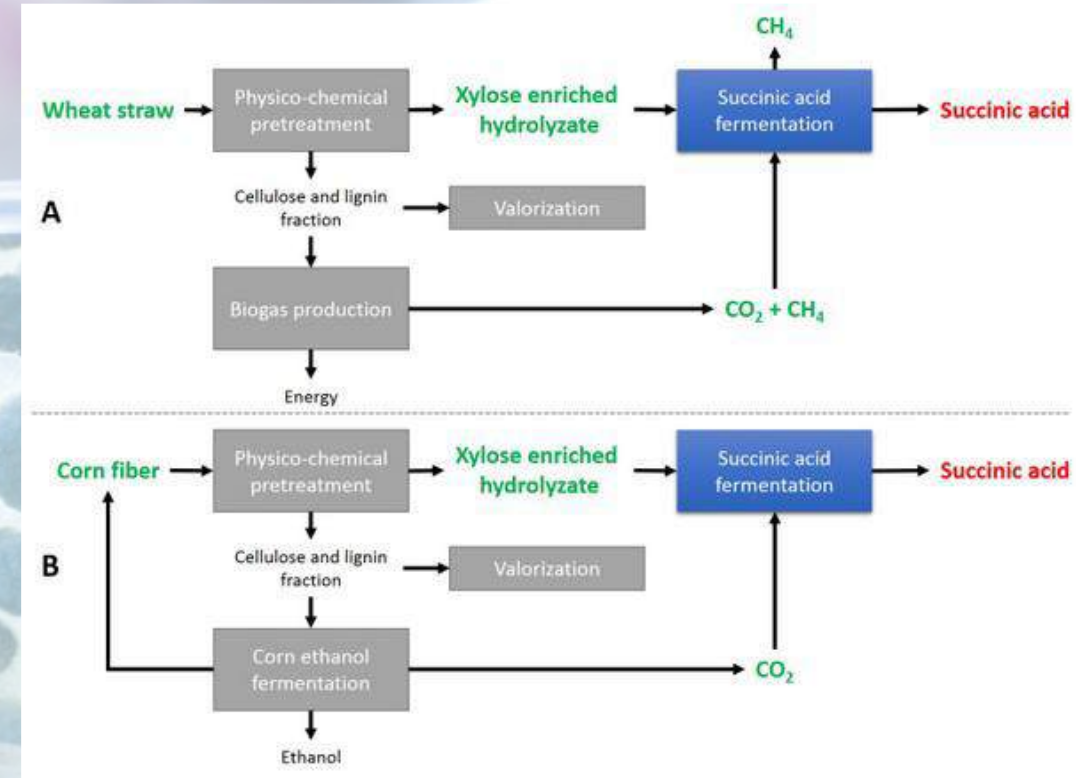 CH₄
Wheat straw
Physico-chemical
pretreatment
Xylose enriched
hydrolyzate
Succinic acid
fermentation
Succinic acid
A
Cellulose and lignin
fraction
Valorization
Biogas production
CO₂ + CH₄
Energy
Corn fiber
Physico-chemical
pretreatment
Xylose enriched
hydrolyzate
Succinic acid
fermentation
Succinic acid
B
Cellulose and lignin
fraction
Valorization
Corn ethanol
fermentation
CO₂
Ethanol